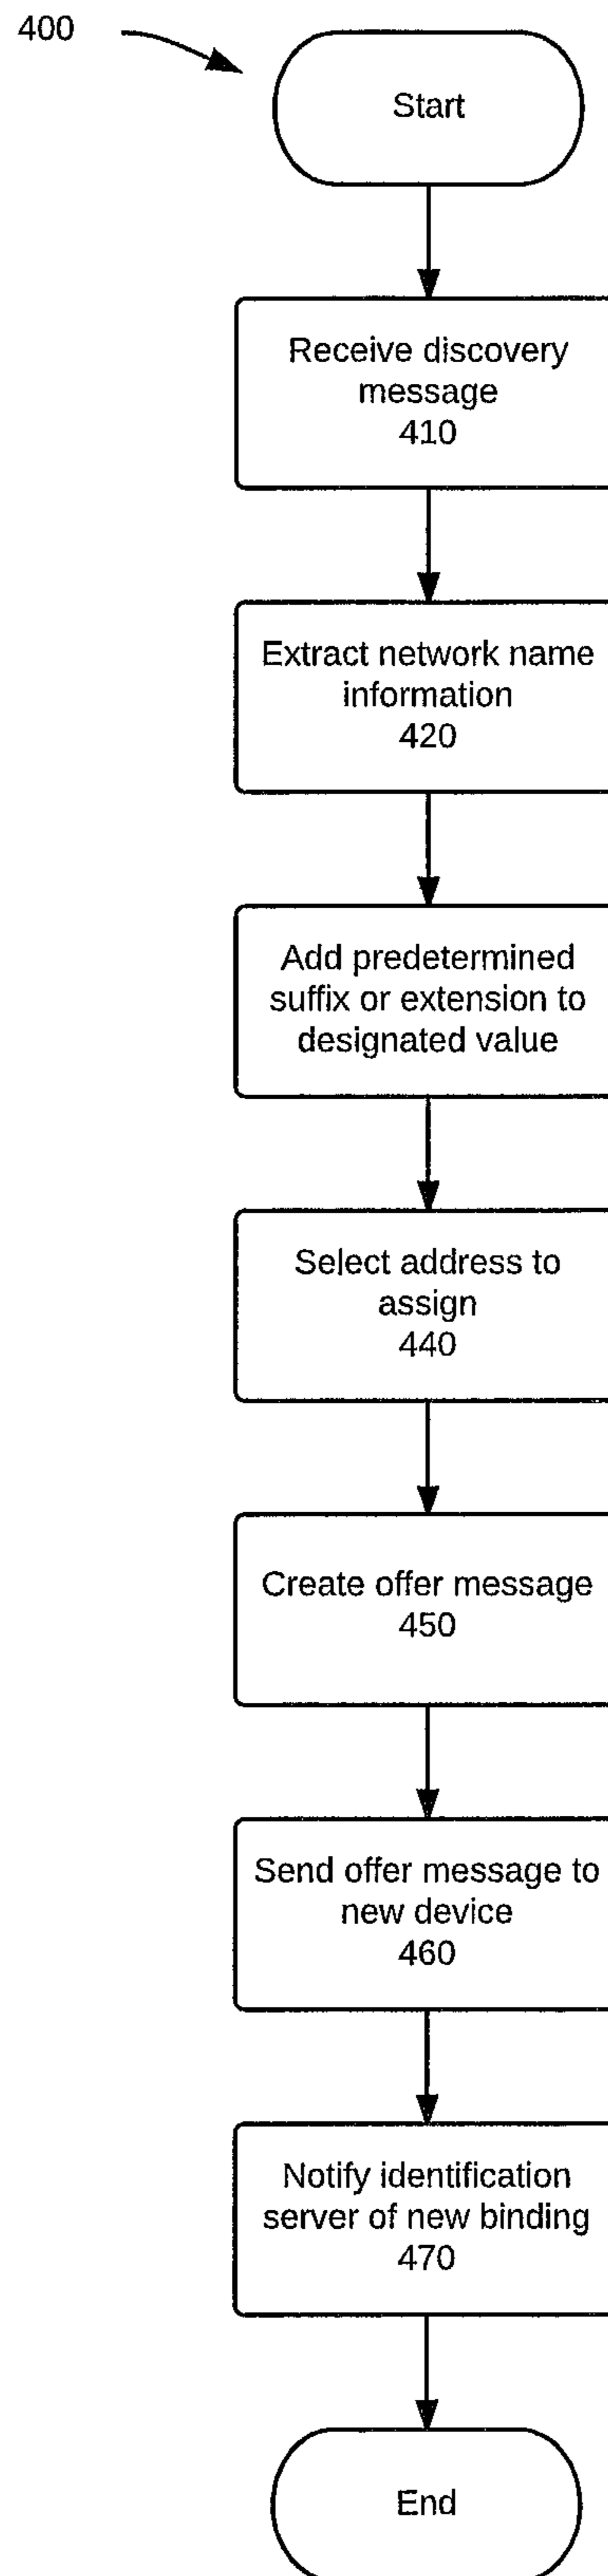 400
Start
Receive discovery
message
410
Extract network name
information
420
Add predetermined
suffix or extension to
designated value
Select address to
assign
440
Create offer message
450
Send offer message to
new device
460
Notify identification
server of new binding
470
End